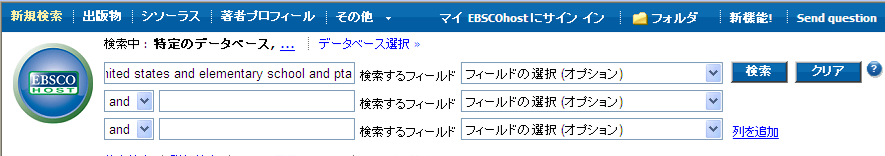 新規検索 出版物 シソーラス 著者プロフィール その他 マイ EBSCOhost にサイン イン フォルダ 新機能! Send question
検索中： 特定のデータベース, ... データベース選択 »
EBSCO
HOST
nited states and elementary school and pta 検索するフィールド フィールドの選択 (オプション) 検索 クリア ?
and 検索するフィールド フィールドの選択 (オプション)
and 検索するフィールド フィールドの選択 (オプション) 列を追加